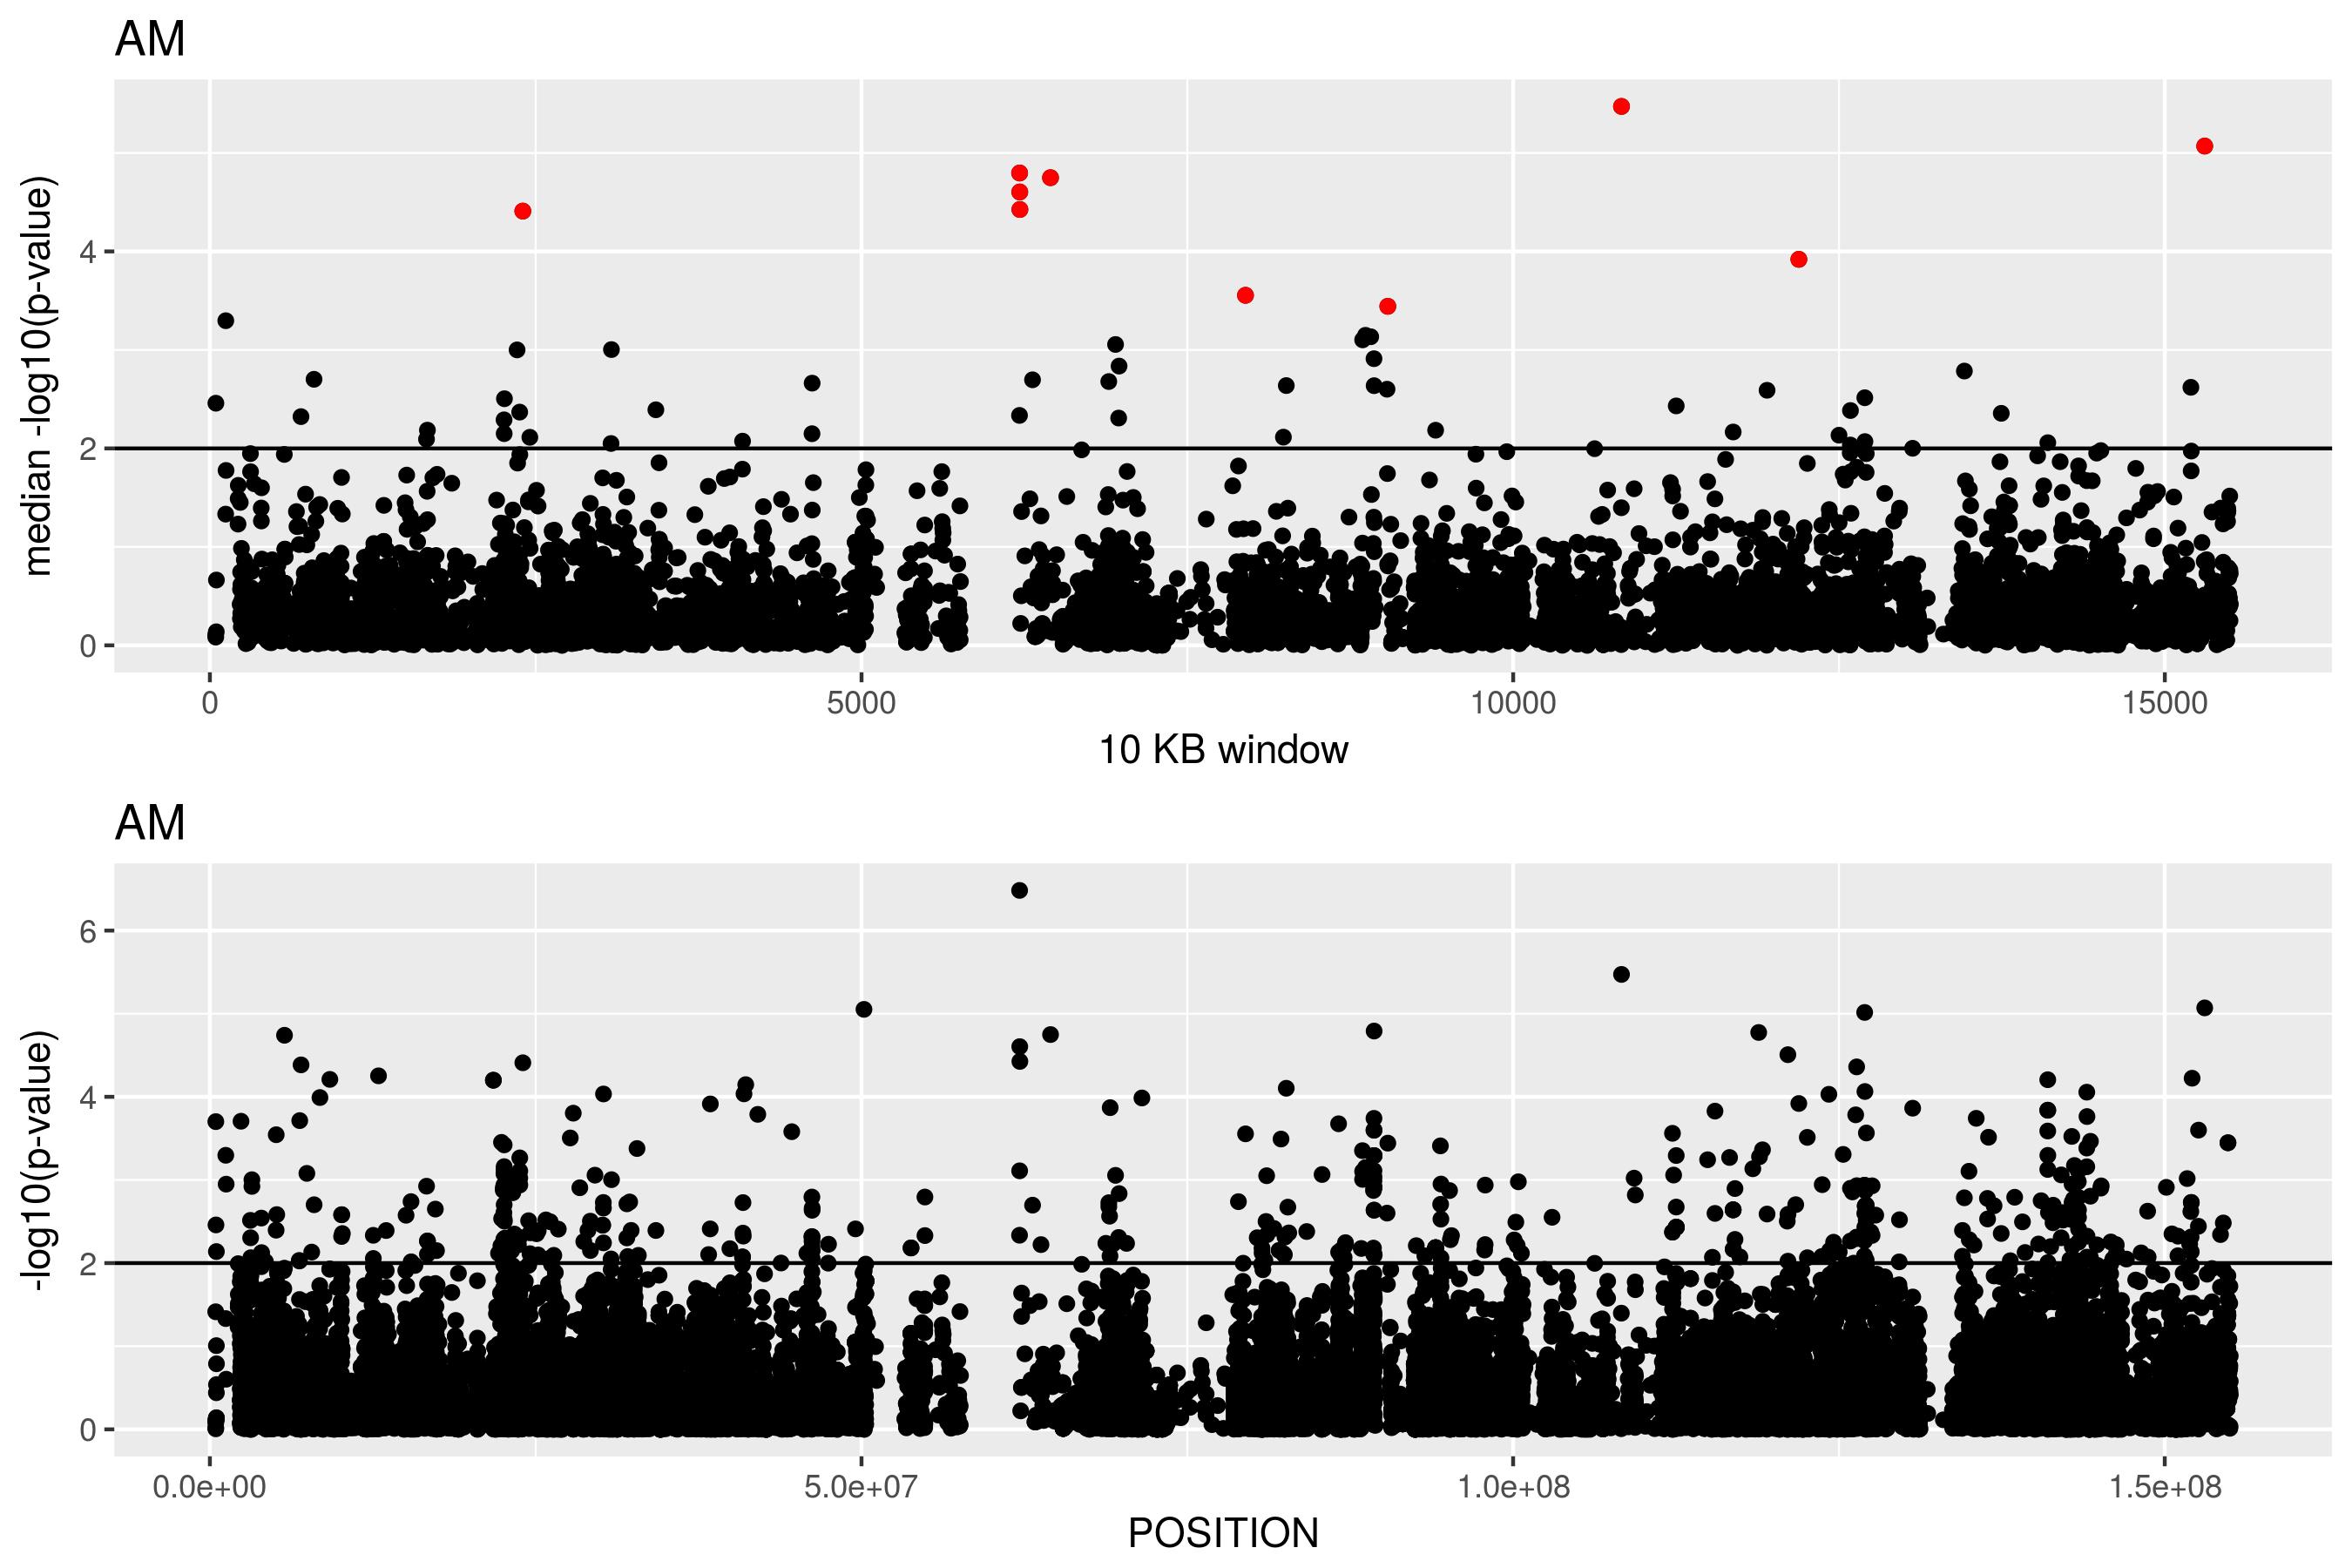 AM
median -log10(p-value)
4
2
0
0 5000 10000 15000
10 KB window
AM
-log10(p-value)
6
4
2
0
0.0e+00 5.0e+07 1.0e+08 1.5e+08
POSITION